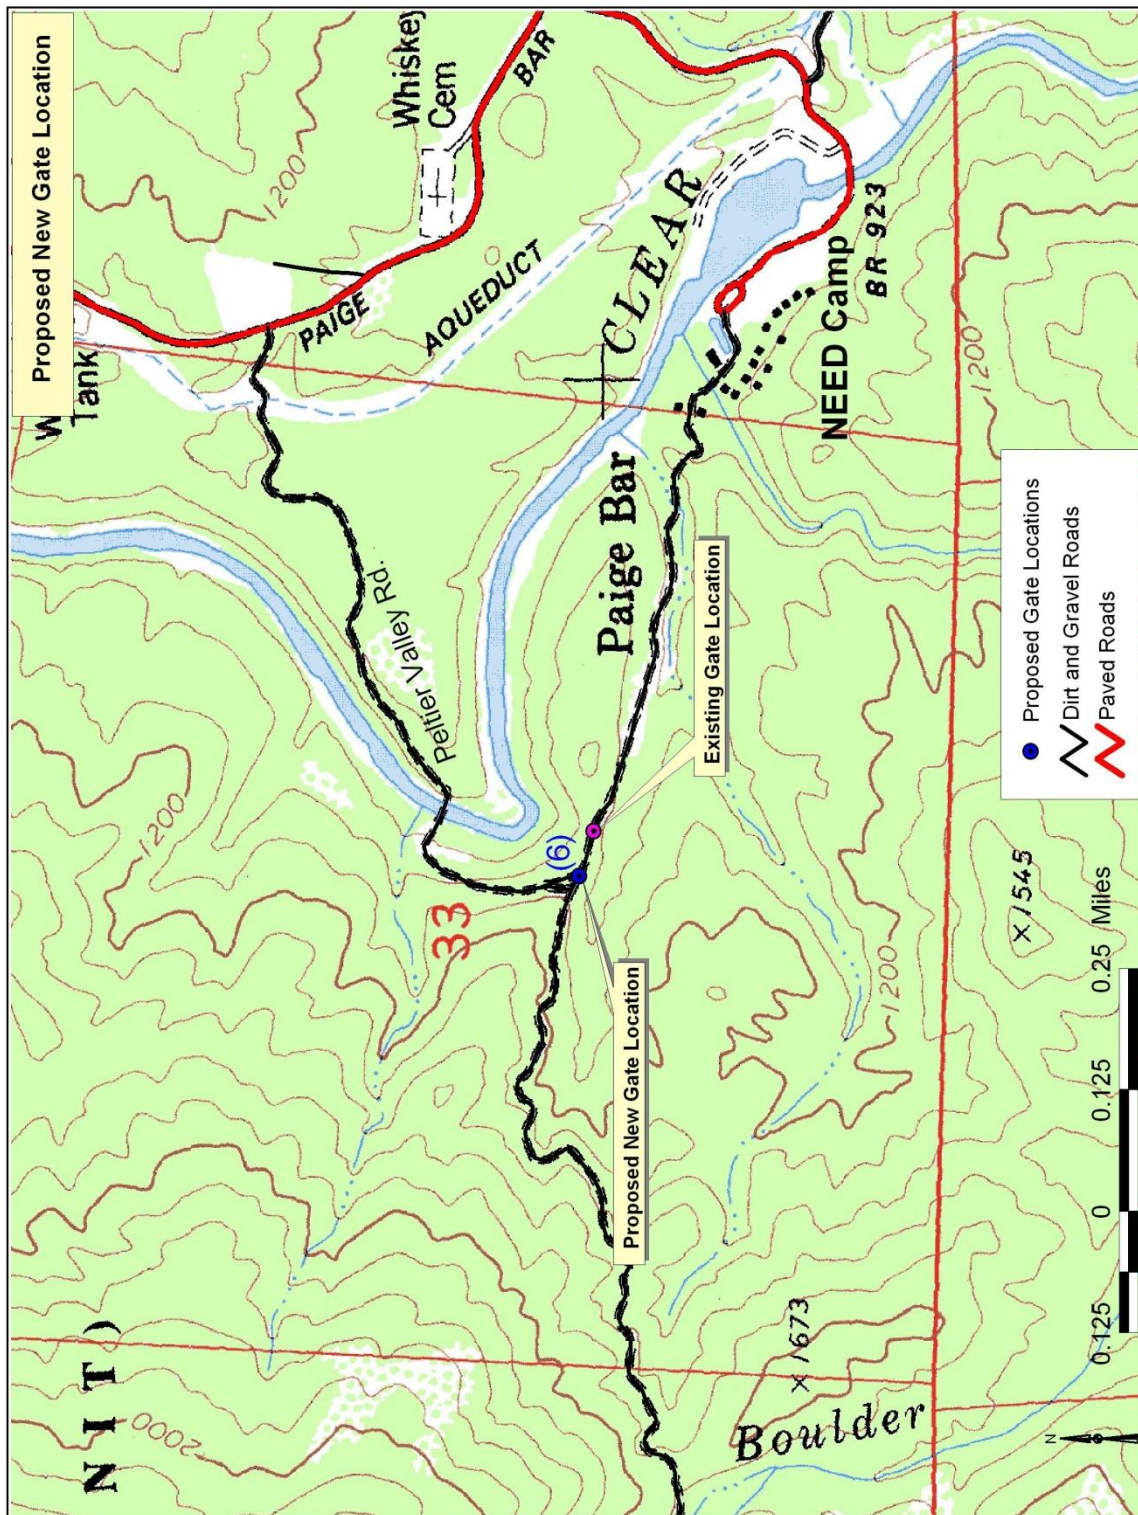 Proposed New Gate Location
Tank
Whiskey
Cem
1200
PAIGE
BAR
AQUEDUCT
CLEAR
BR 923
NEED Camp
1200
Paige Bar
Peltier Valley Rd.
Existing Gate Location
(6)
33
1200
Proposed New Gate Location
1200
×1545
NIT)
2000
×1673
Boulder
N
Proposed Gate Locations
Dirt and Gravel Roads
Paved Roads
0.125 0 0.125 0.25 Miles